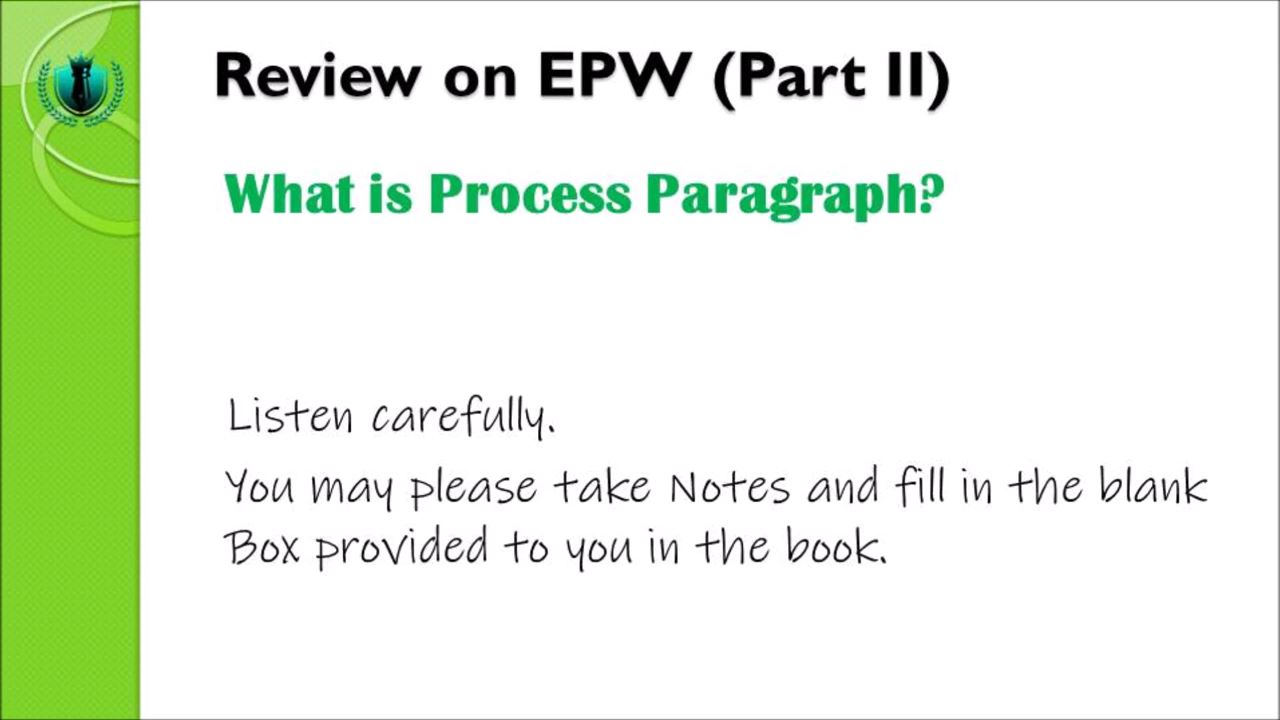 Review on EPW (Part II)
What is Process Paragraph?
Listen carefully.
You may please take Notes and fill in the blank
Box provided to you in the book.